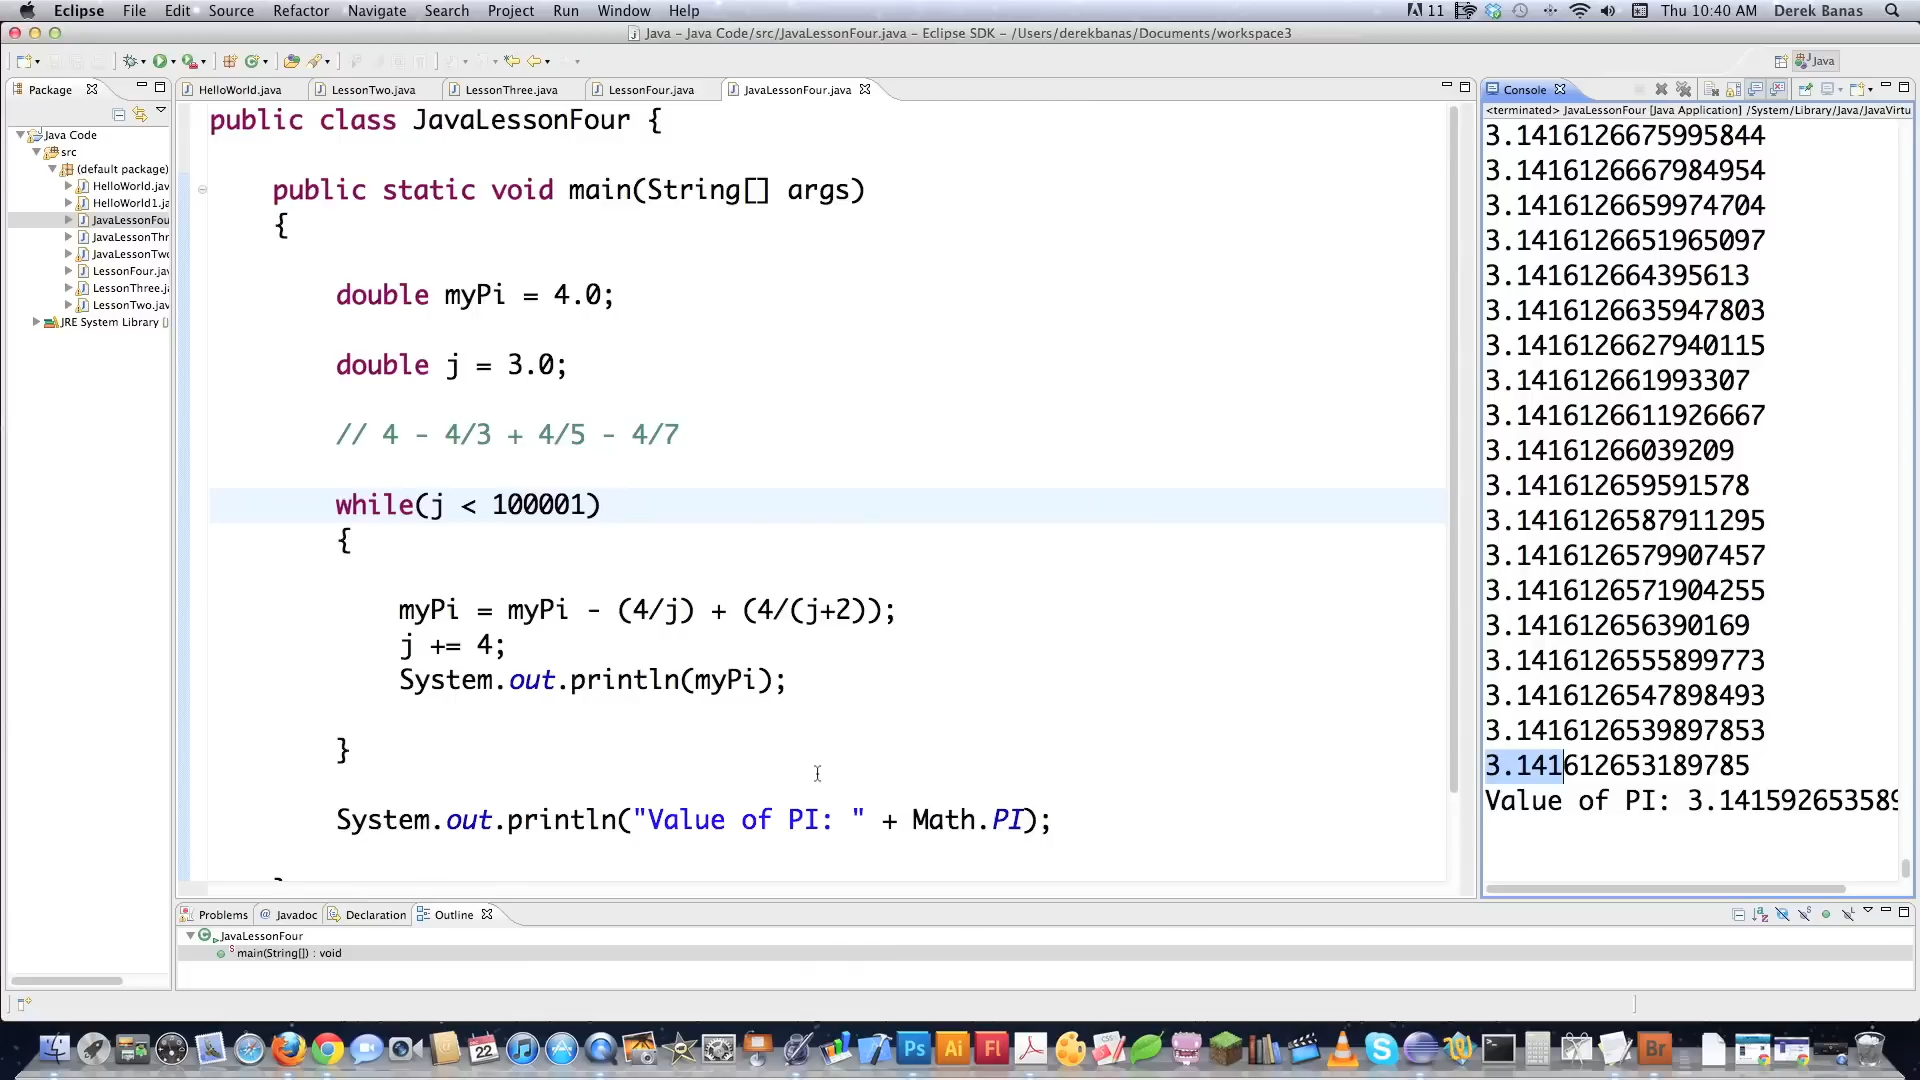 Eclipse File Edit Source Refactor Navigate Search Project Run Window Help 11 Thu 10:40 AM Derek Banas
Java – Java Code/src/JavaLessonFour.java – Eclipse SDK – /Users/derekbanas/Documents/workspace3
Java
Package
Java Code
src
(default package)
HelloWorld.jav
HelloWorld1.j
JavaLessonFou
JavaLessonThr
JavaLessonTwo
LessonFour.jav
LessonThree.j
LessonTwo.jav
JRE System Library
HelloWorld.java LessonTwo.java LessonThree.java LessonFour.java JavaLessonFour.java
public class JavaLessonFour {
public static void main(String[] args)
{
double myPi = 4.0;
double j = 3.0;
// 4 - 4/3 + 4/5 - 4/7
while(j < 100001)
{
myPi = myPi - (4/j) + (4/(j+2));
j += 4;
System.out.println(myPi);
}
System.out.println("Value of PI: " + Math.PI);
Console
<terminated> JavaLessonFour [Java Application] /System/Library/Java/JavaVirtu
3.1416126675995844
3.1416126667984954
3.1416126659974704
3.1416126651965097
3.141612664395613
3.1416126635947803
3.1416126627940115
3.141612661993307
3.1416126611926667
3.14161266039209
3.141612659591578
3.1416126587911295
3.1416126579907457
3.1416126571904255
3.141612656390169
3.1416126555899773
3.1416126547898493
3.1416126539897853
3.141612653189785
Value of PI: 3.141592653589
Problems @ Javadoc Declaration Outline
JavaLessonFour
main(String[]) : void
22 Ps Ai Fl Br